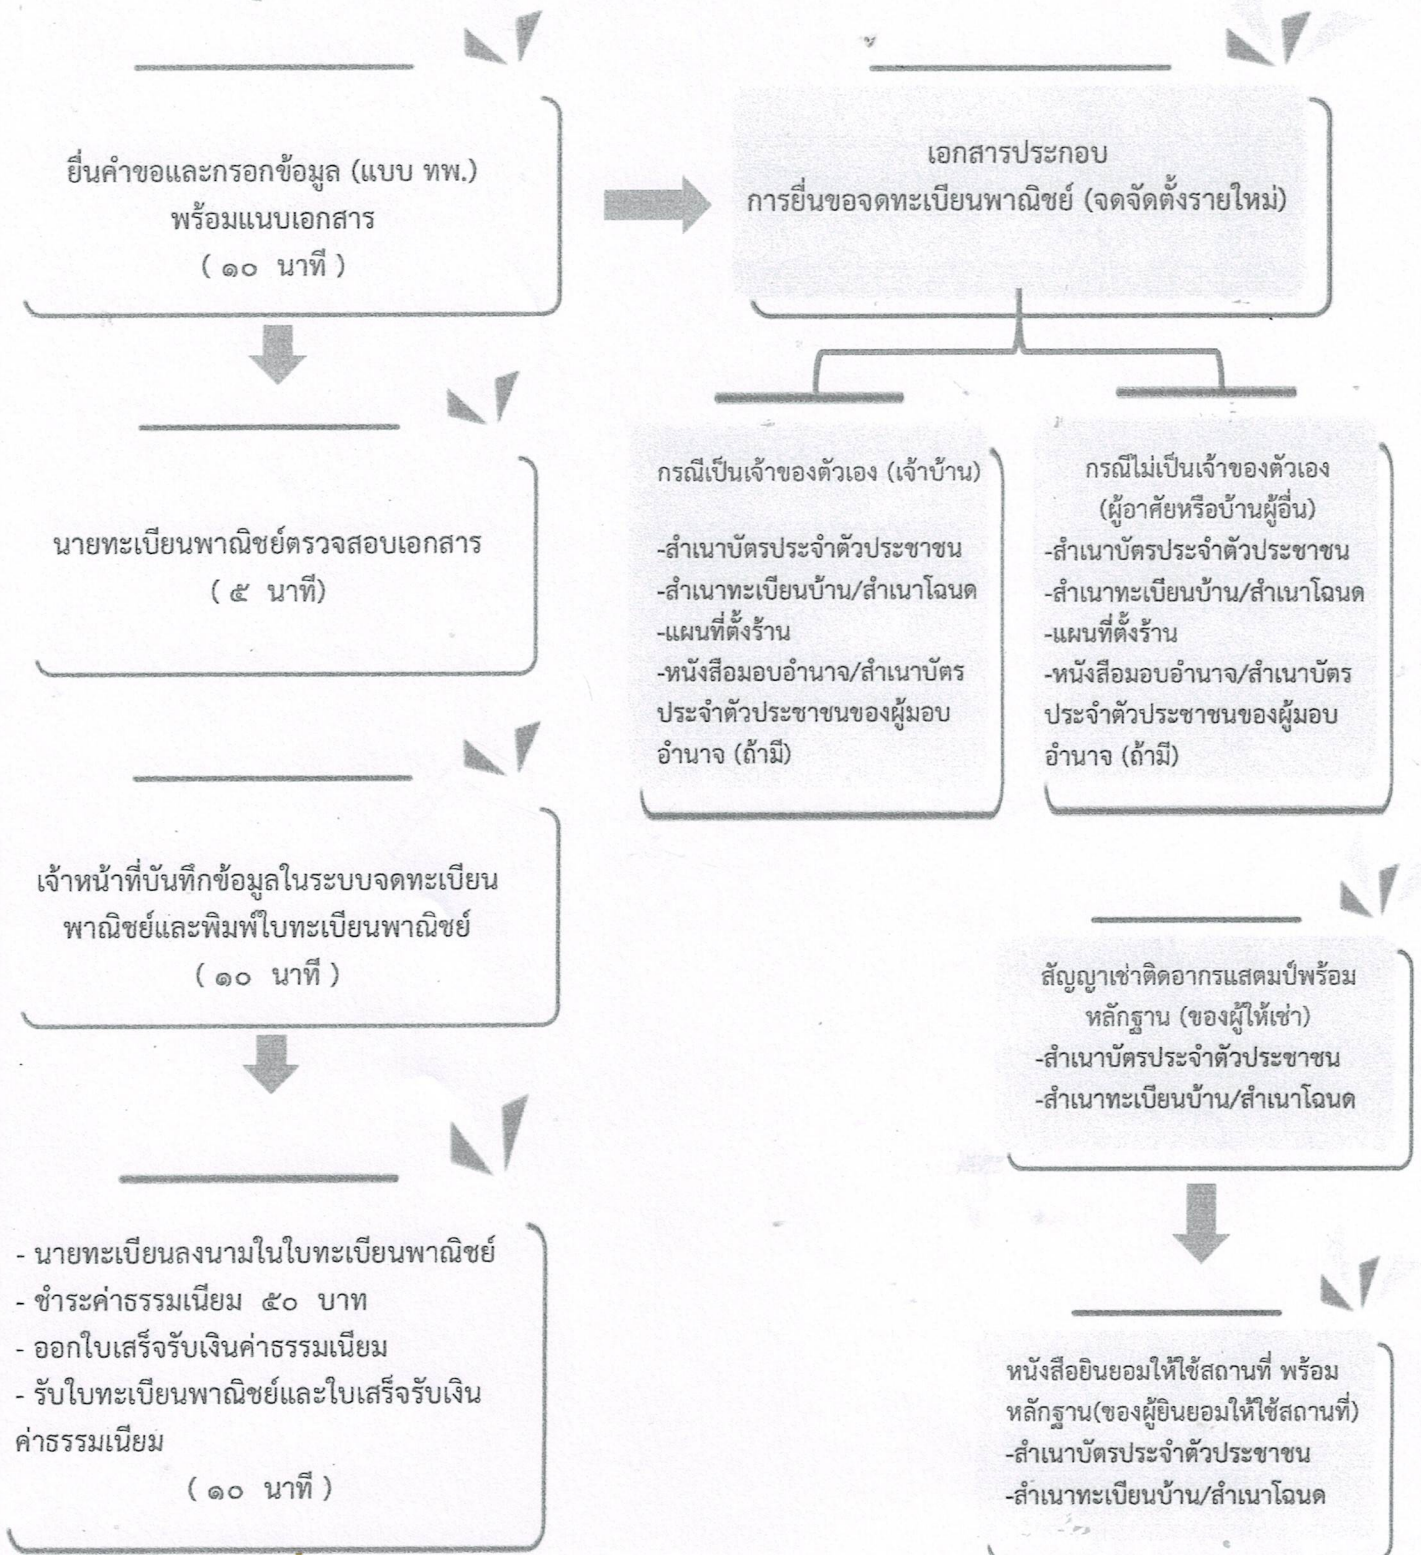 ยื่นคำขอและกรอกข้อมูล (แบบ ทพ.)
พร้อมแนบเอกสาร
( ๑๐ นาที )
นายทะเบียนพาณิชย์ตรวจสอบเอกสาร
( ๕ นาที)
เจ้าหน้าที่บันทึกข้อมูลในระบบจดทะเบียน
พาณิชย์และพิมพ์ใบทะเบียนพาณิชย์
( ๑๐ นาที )
- นายทะเบียนลงนามในใบทะเบียนพาณิชย์
- ชำระค่าธรรมเนียม ๕๐ บาท
- ออกใบเสร็จรับเงินค่าธรรมเนียม
- รับใบทะเบียนพาณิชย์และใบเสร็จรับเงิน
ค่าธรรมเนียม
( ๑๐ นาที )
เอกสารประกอบ
การยื่นขอจดทะเบียนพาณิชย์ (จดจัดตั้งรายใหม่)
กรณีเป็นเจ้าของตัวเอง (เจ้าบ้าน)
-สำเนาบัตรประจำตัวประชาชน
-สำเนาทะเบียนบ้าน/สำเนาโฉนด
-แผนที่ตั้งร้าน
-หนังสือมอบอำนาจ/สำเนาบัตร
ประจำตัวประชาชนของผู้มอบ
อำนาจ (ถ้ามี)
กรณีไม่เป็นเจ้าของตัวเอง
(ผู้อาศัยหรือบ้านผู้อื่น)
-สำเนาบัตรประจำตัวประชาชน
-สำเนาทะเบียนบ้าน/สำเนาโฉนด
-แผนที่ตั้งร้าน
-หนังสือมอบอำนาจ/สำเนาบัตร
ประจำตัวประชาชนของผู้มอบ
อำนาจ (ถ้ามี)
สัญญาเช่าติดอากรแสตมป์พร้อม
หลักฐาน (ของผู้ให้เช่า)
-สำเนาบัตรประจำตัวประชาชน
-สำเนาทะเบียนบ้าน/สำเนาโฉนด
หนังสือยินยอมให้ใช้สถานที่ พร้อม
หลักฐาน(ของผู้ยินยอมให้ใช้สถานที่)
-สำเนาบัตรประจำตัวประชาชน
-สำเนาทะเบียนบ้าน/สำเนาโฉนด